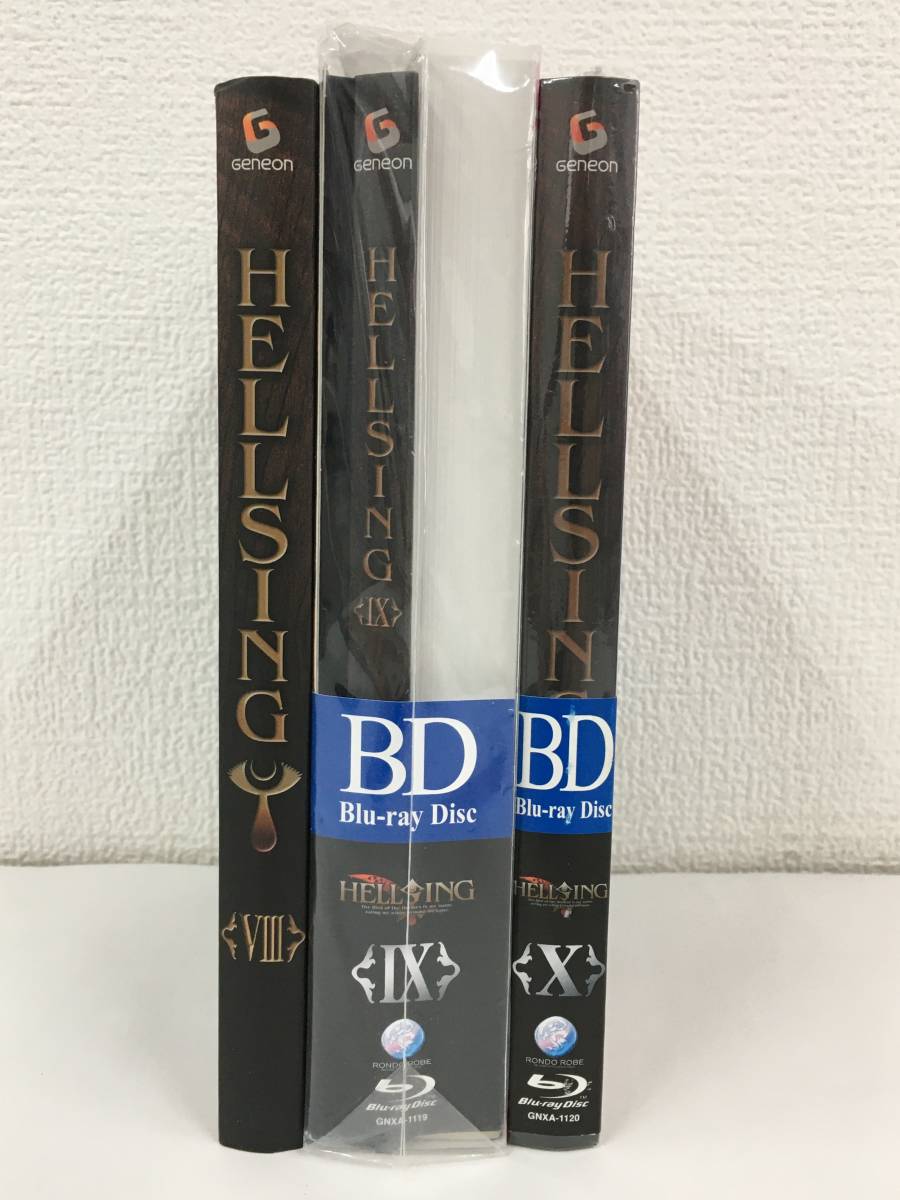 GENEON
HELLSING
VIII
GENEON
HELLSING
IX
BD
Blu-ray Disc
HELLSING
IX
RONDO ROBE
Blu-ray Disc
GNXA-1119
GENEON
HELLSING
BD
Blu-ray Disc
HELLSING
X
RONDO ROBE
Blu-ray Disc
TM
GNXA-1120